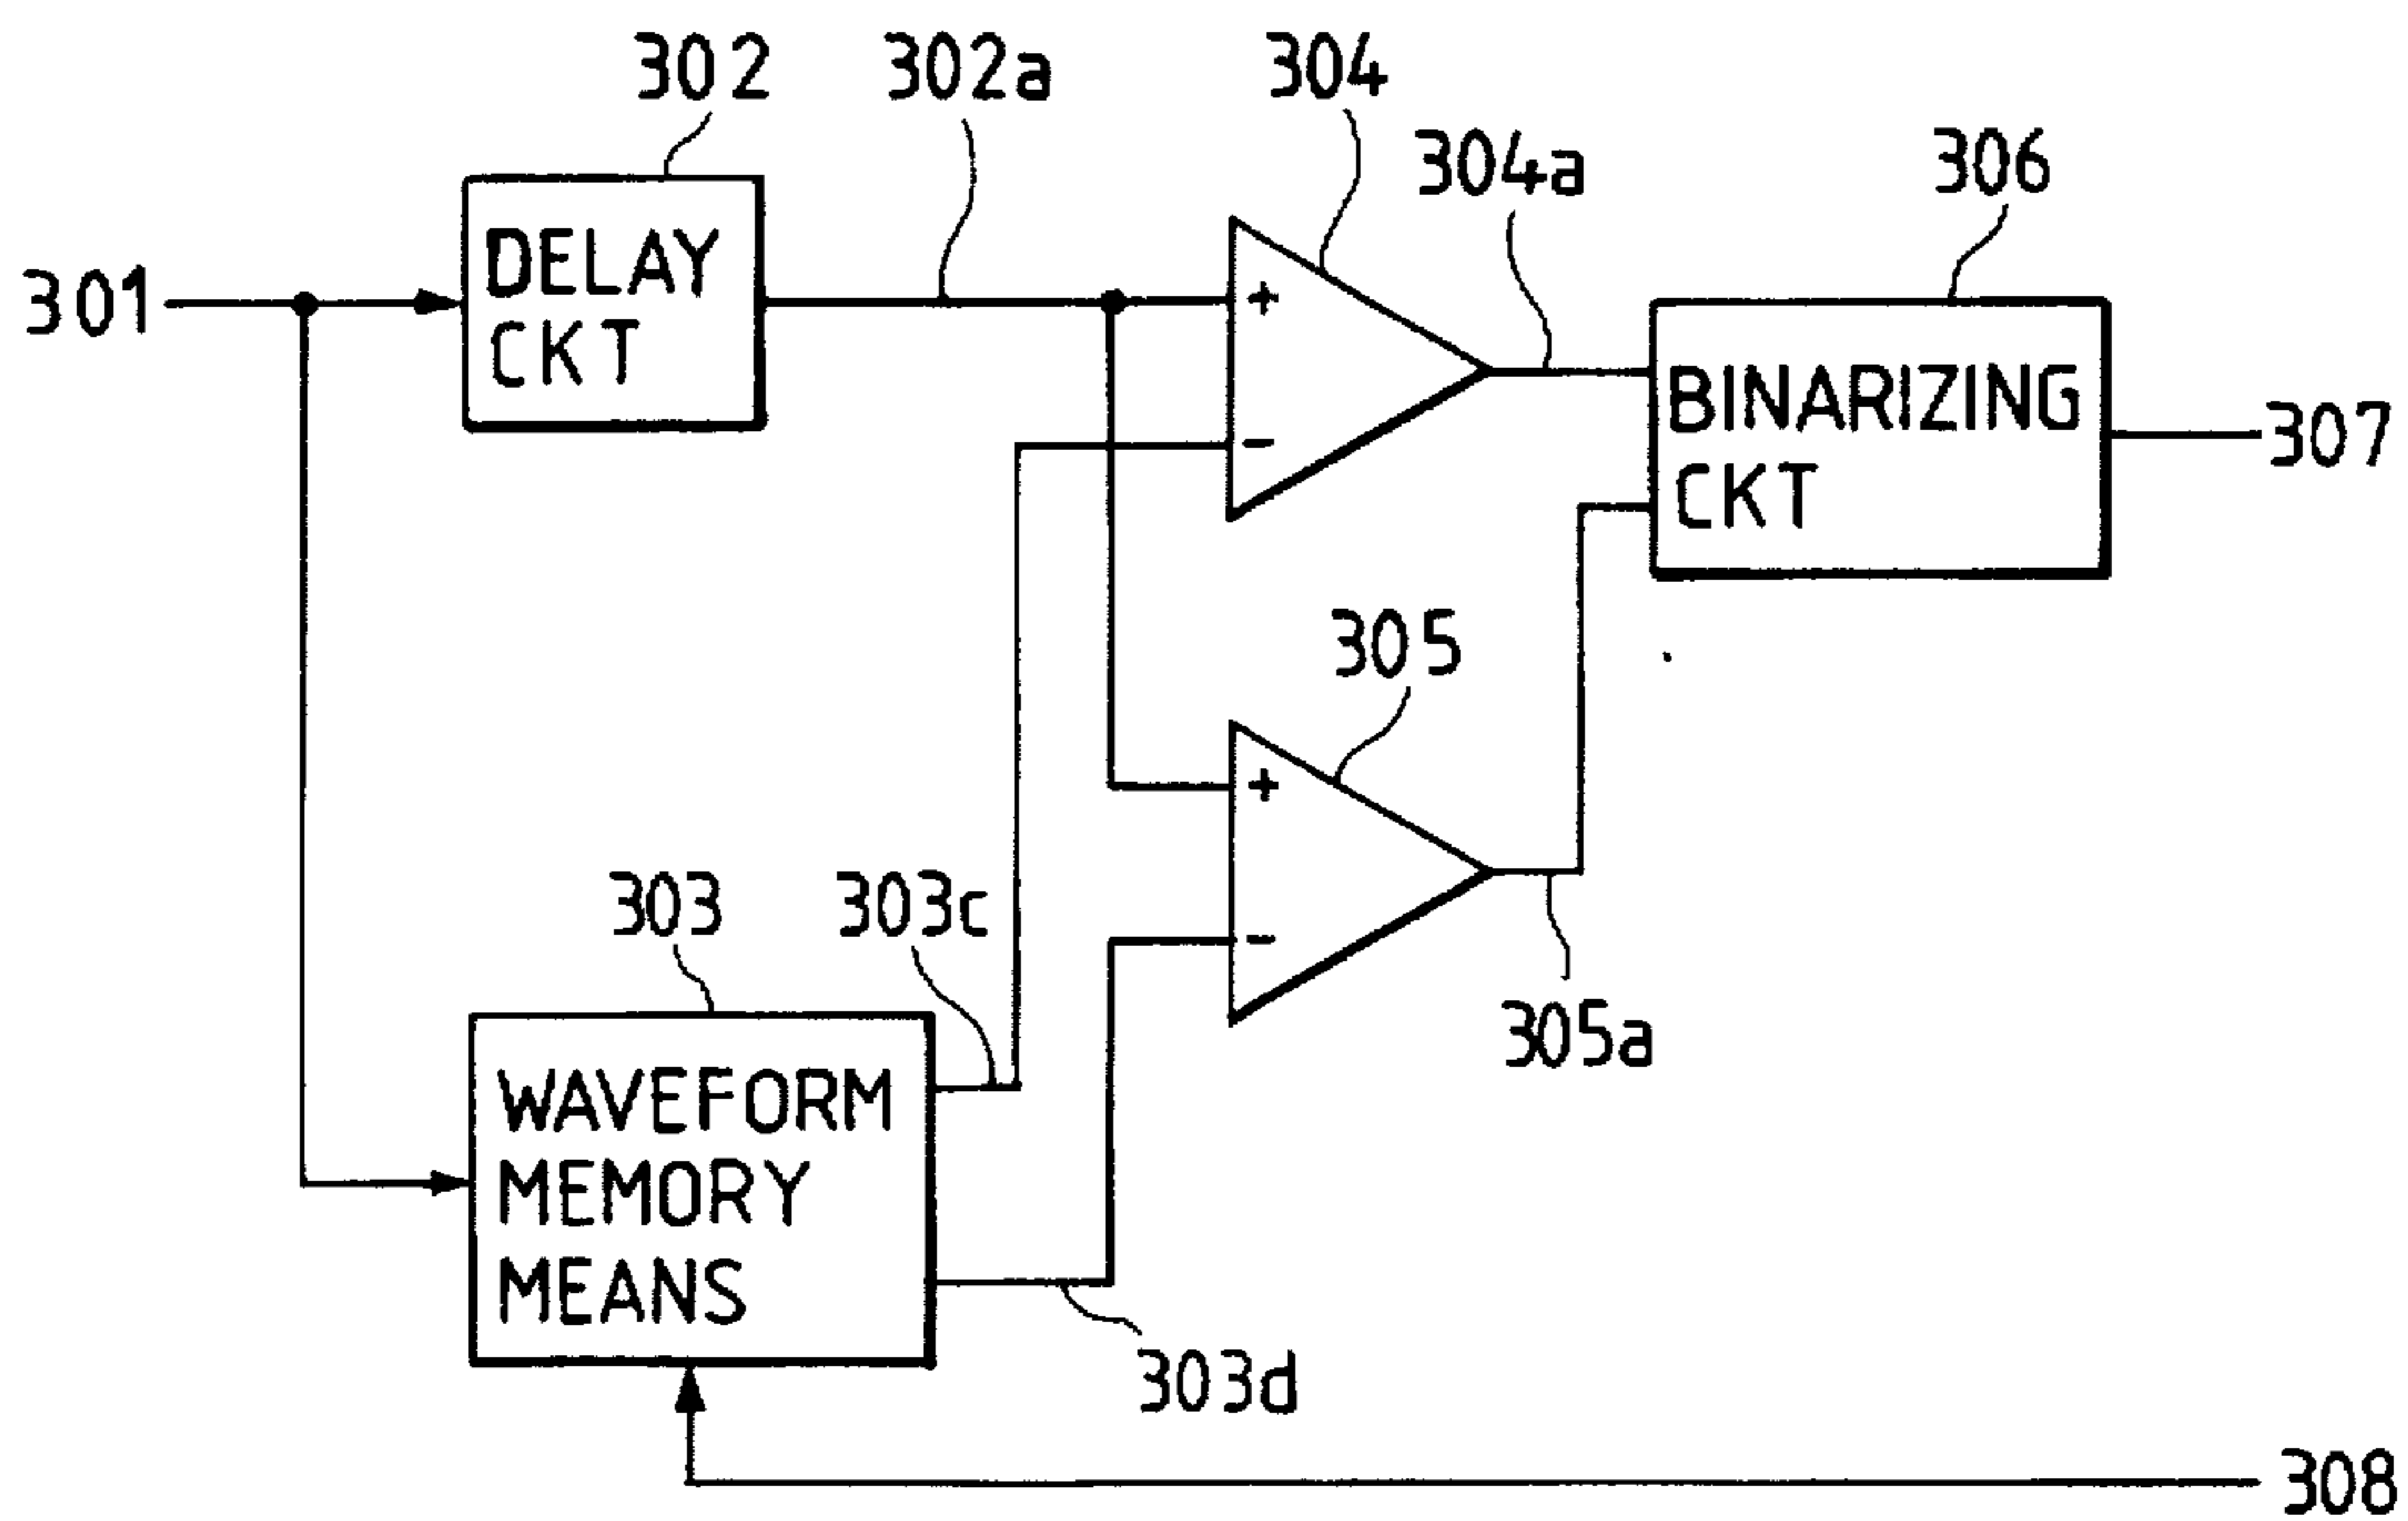 302
302a
304
304a
306
301
DELAY
CKT
+
-
BINARIZING
CKT
307
305
+
-
303
303c
305a
WAVEFORM
MEMORY
MEANS
303d
308